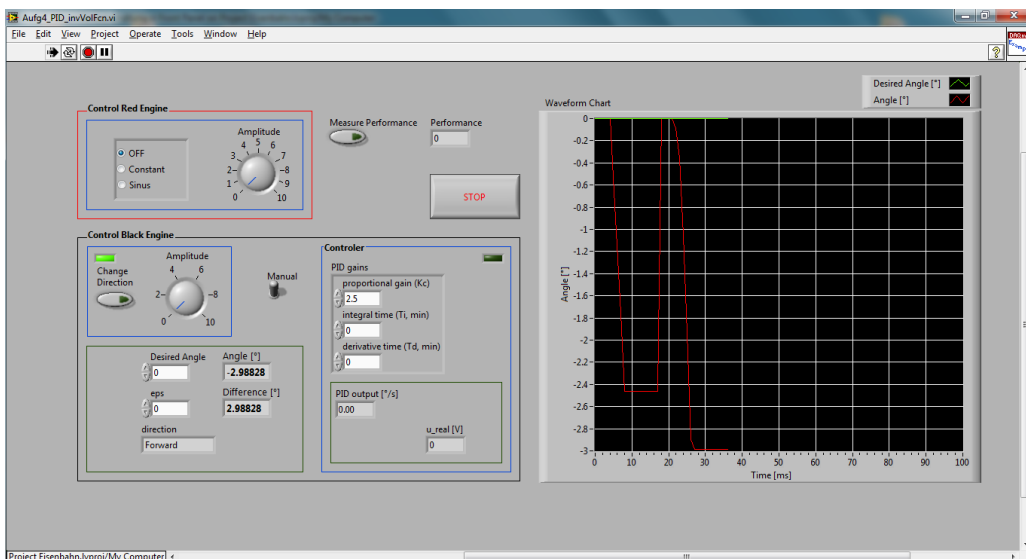 Aufg4_PID_invVolFcn.vi
File Edit View Project Operate Tools Window Help
Control Red Engine
OFF
Constant
Sinus
Amplitude
0 1 2 3 4 5 6 7 8 9 10
Measure Performance
Performance
0
STOP
Control Black Engine
Change
Direction
Amplitude
0 2 4 6 8 10
Manual
Desired Angle
0
Angle [°]
-2.98828
eps
0
Difference [°]
2.98828
direction
Forward
Controler
PID gains
proportional gain (Kc)
2.5
integral time (Ti, min)
0
derivative time (Td, min)
0
PID output [°/s]
0.00
u_real [V]
0
Waveform Chart
Desired Angle [°]
Angle [°]
Angle [°]
0
-0.2
-0.4
-0.6
-0.8
-1
-1.2
-1.4
-1.6
-1.8
-2
-2.2
-2.4
-2.6
-2.8
-3
0 10 20 30 40 50 60 70 80 90 100
Time [ms]
Project Eisenbahn.lvproj/My Computer